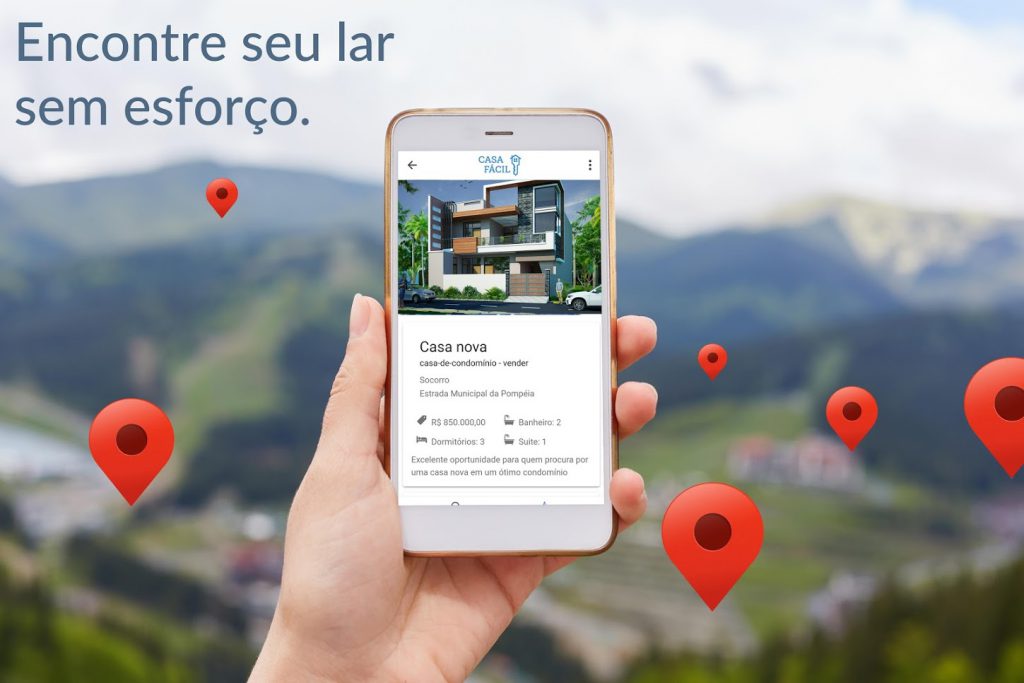 Encontre seu lar
sem esforço.
CASA
FÁCIL
Casa nova
casa-de-condomínio - vender
Socorro
Estrada Municipal da Pompéia
R$ 850.000,00
Banheiro: 2
Dormitórios: 3
Suite: 1
Excelente oportunidade para quem procura por
uma casa nova em um ótimo condomínio